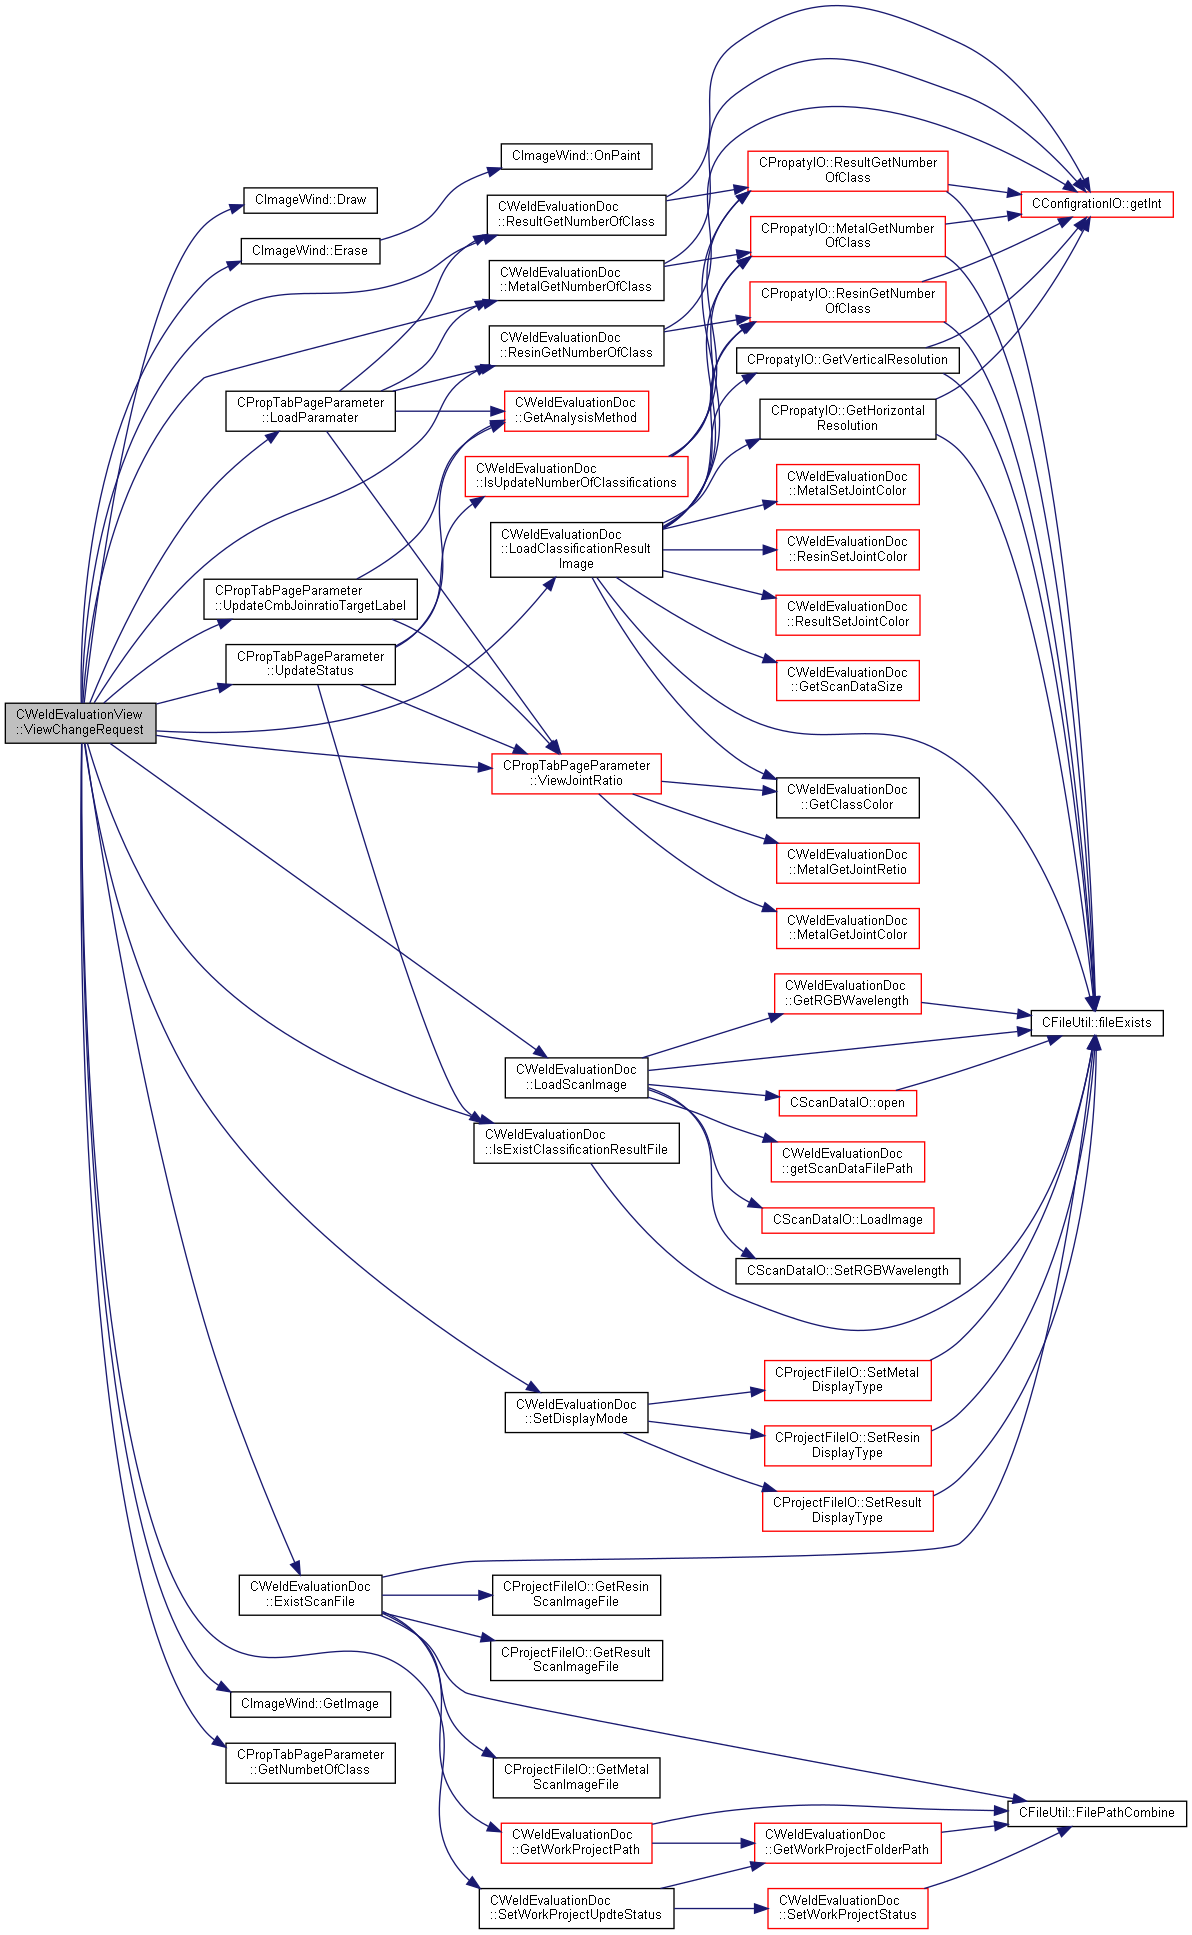 CWeldEvaluationView
::ViewChangeRequest
CImageWind::Draw
CImageWind::Erase
CPropTabPageParameter
::LoadParamater
CPropTabPageParameter
::UpdateCmbJoinratioTargetLabel
CPropTabPageParameter
::UpdateStatus
CWeldEvaluationDoc
::ExistScanFile
CImageWind::GetImage
CPropTabPageParameter
::GetNumbetOfClass
CImageWind::OnPaint
CWeldEvaluationDoc
::ResultGetNumberOfClass
CWeldEvaluationDoc
::MetalGetNumberOfClass
CWeldEvaluationDoc
::ResinGetNumberOfClass
CWeldEvaluationDoc
::GetAnalysisMethod
CWeldEvaluationDoc
::IsUpdateNumberOfClassifications
CWeldEvaluationDoc
::LoadClassificationResult
Image
CPropTabPageParameter
::ViewJointRatio
CWeldEvaluationDoc
::LoadScanImage
CWeldEvaluationDoc
::IsExistClassificationResultFile
CWeldEvaluationDoc
::SetDisplayMode
CProjectFileIO::GetResin
ScanImageFile
CProjectFileIO::GetResult
ScanImageFile
CProjectFileIO::GetMetal
ScanImageFile
CWeldEvaluationDoc
::GetWorkProjectPath
CWeldEvaluationDoc
::SetWorkProjectUpdteStatus
CPropatyIO::ResultGetNumber
OfClass
CPropatyIO::MetalGetNumber
OfClass
CPropatyIO::ResinGetNumber
OfClass
CPropatyIO::GetVerticalResolution
CPropatyIO::GetHorizontal
Resolution
CWeldEvaluationDoc
::MetalSetJointColor
CWeldEvaluationDoc
::ResinSetJointColor
CWeldEvaluationDoc
::ResultSetJointColor
CWeldEvaluationDoc
::GetScanDataSize
CWeldEvaluationDoc
::GetClassColor
CWeldEvaluationDoc
::MetalGetJointRetio
CWeldEvaluationDoc
::MetalGetJointColor
CWeldEvaluationDoc
::GetRGBWavelength
CScanDataIO::open
CWeldEvaluationDoc
::getScanDataFilePath
CScanDataIO::LoadImage
CScanDataIO::SetRGBWavelength
CProjectFileIO::SetMetal
DisplayType
CProjectFileIO::SetResin
DisplayType
CProjectFileIO::SetResult
DisplayType
CWeldEvaluationDoc
::GetWorkProjectFolderPath
CWeldEvaluationDoc
::SetWorkProjectStatus
CConfigrationIO::getInt
CFileUtil::fileExists
CFileUtil::FilePathCombine